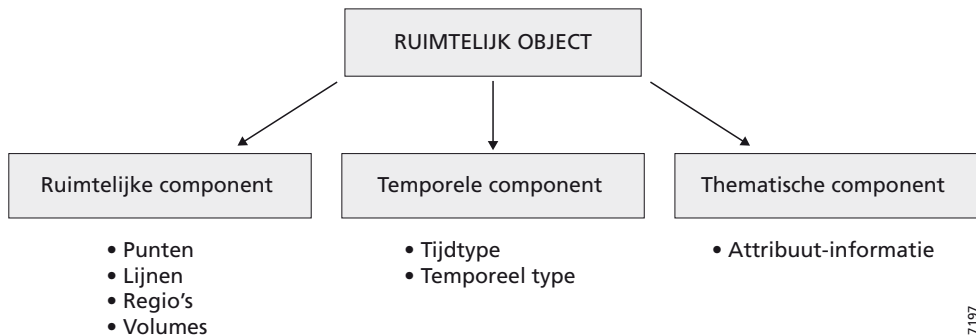 RUIMTELIJK OBJECT
Ruimtelijke component
Temporele component
Thematische component
• Punten
• Lijnen
• Regio's
• Volumes
• Tijdtype
• Temporeel type
• Attribuut-informatie
7197